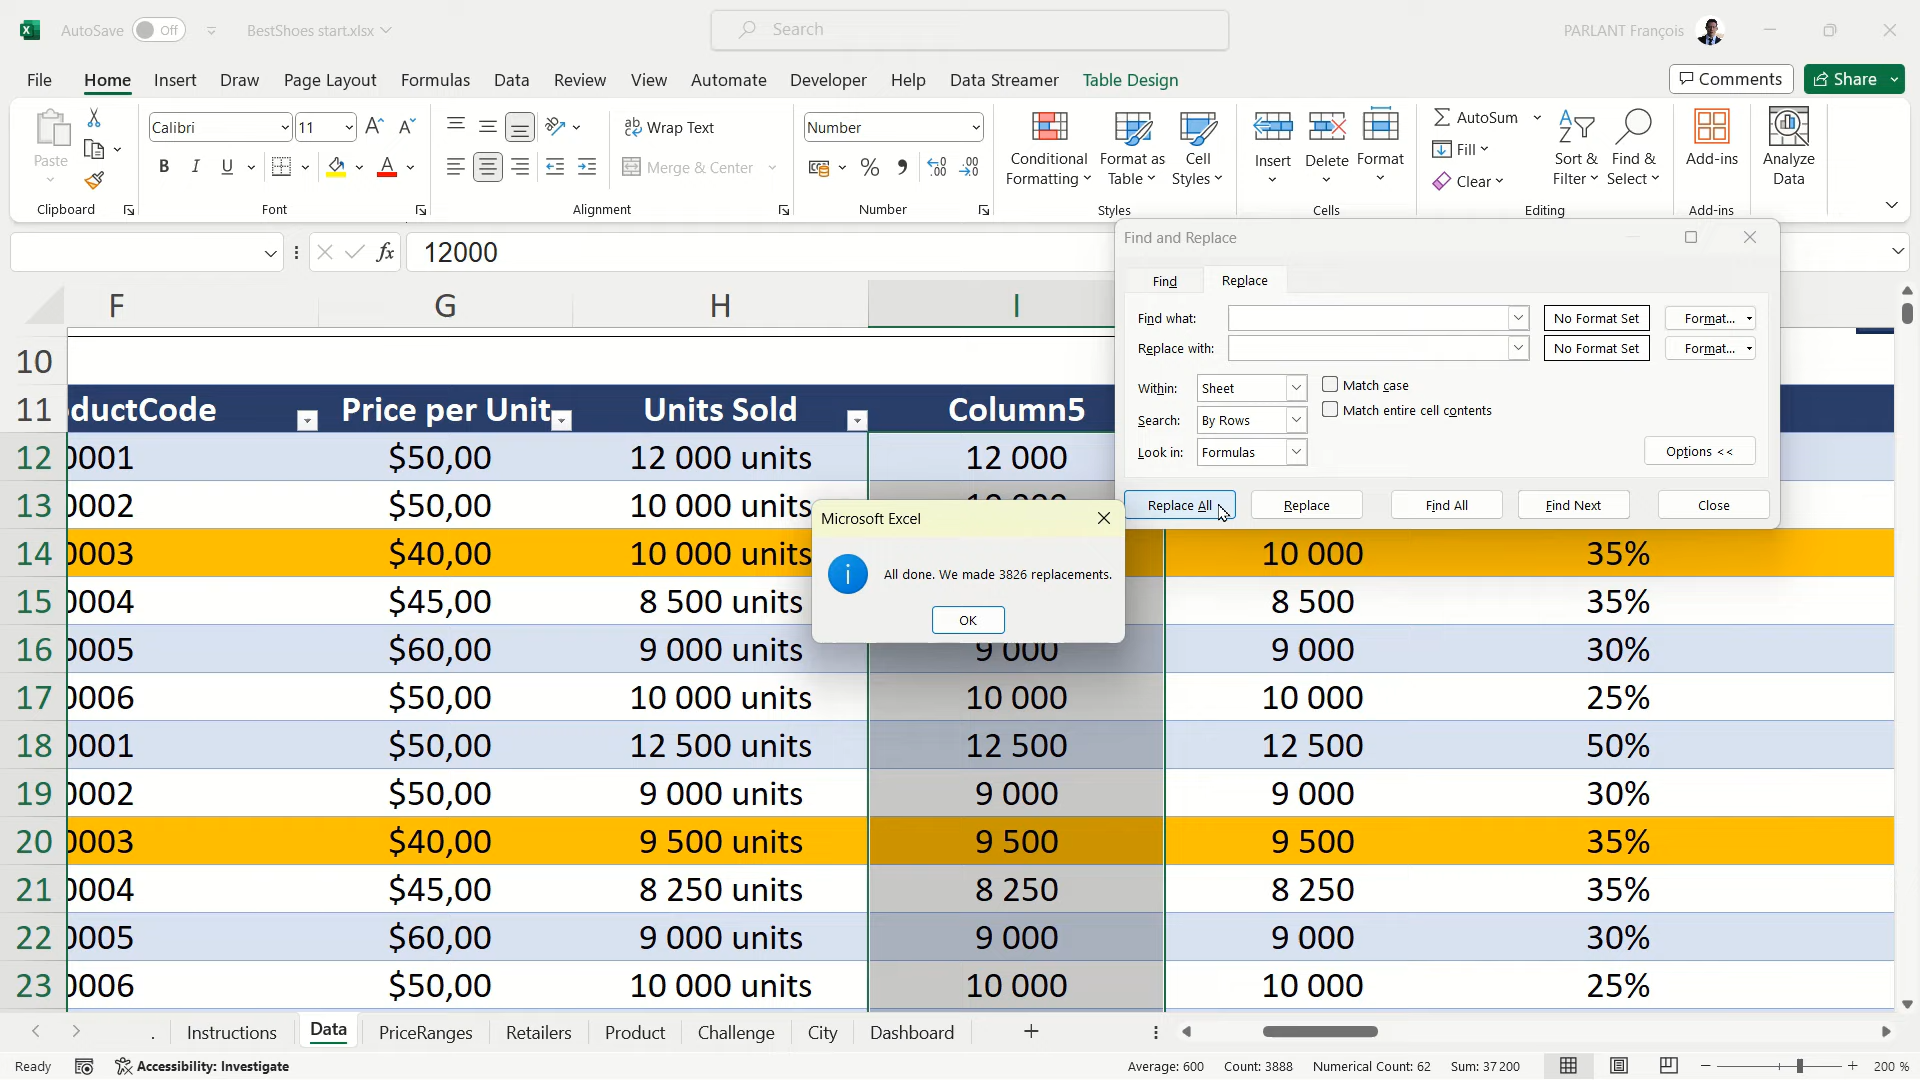 AutoSave Off BestShoes start.xlsx Search PARLANT François
File Home Insert Draw Page Layout Formulas Data Review View Automate Developer Help Data Streamer Table Design Comments Share
Paste Calibri 11 Wrap Text Number Conditional Formatting Format as Table Cell Styles Insert Delete Format AutoSum Fill Clear Sort & Filter Find & Select Add-ins Analyze Data
B I U A Merge & Center % ,
Clipboard Font Alignment Number Styles Cells Editing Add-ins
fx 12000
Find and Replace
Find Replace
Find what: No Format Set Format...
Replace with: No Format Set Format...
Within: Sheet Match case
Search: By Rows Match entire cell contents
Look in: Formulas Options <<
Replace All Replace Find All Find Next Close
Microsoft Excel
All done. We made 3826 replacements.
OK
F G H I
10
11 ductCode Price per Unit Units Sold Column5
12 0001 $50,00 12 000 units 12 000
13 0002 $50,00 10 000 units
14 0003 $40,00 10 000 units 10 000 35%
15 0004 $45,00 8 500 units 8 500 35%
16 0005 $60,00 9 000 units 9 000 9 000 30%
17 0006 $50,00 10 000 units 10 000 10 000 25%
18 0001 $50,00 12 500 units 12 500 12 500 50%
19 0002 $50,00 9 000 units 9 000 9 000 30%
20 0003 $40,00 9 500 units 9 500 9 500 35%
21 0004 $45,00 8 250 units 8 250 8 250 35%
22 0005 $60,00 9 000 units 9 000 9 000 30%
23 0006 $50,00 10 000 units 10 000 10 000 25%
. Instructions Data PriceRanges Retailers Product Challenge City Dashboard +
Ready Accessibility: Investigate Average: 600 Count: 3888 Numerical Count: 62 Sum: 37 200 200 %